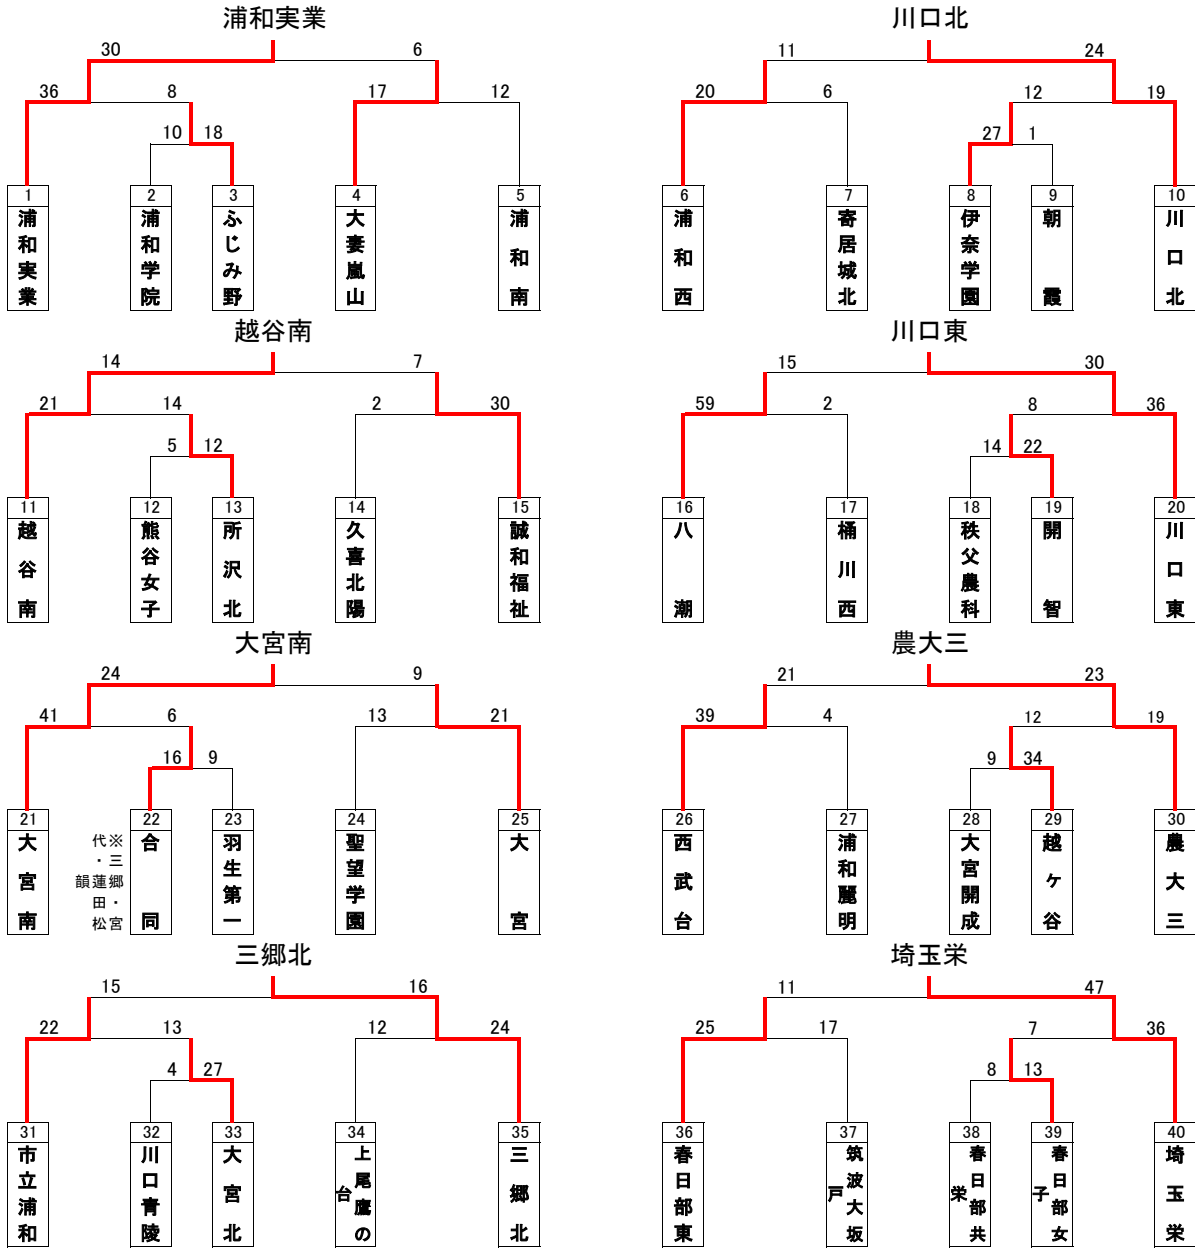 浦和実業
30 6
36 8 17 12
10 18
1 2 3 4 5
浦和実業
浦和学院
ふじみ野
大妻嵐山
浦和南
川口北
11 24
20 6 12 19
27 1
6 7 8 9 10
浦和西
寄居城北
伊奈学園
朝霞
川口北
越谷南
14 7
21 14 2 30
5 12
11 12 13 14 15
越谷南
熊谷女子
所沢北
久喜北陽
誠和福祉
川口東
15 30
59 2 8 36
14 22
16 17 18 19 20
八潮
桶川西
秩父農科
開智
川口東
大宮南
24 9
41 6 13 21
16 9
21 22 23 24 25
大宮南
※三郷・宮
代・蓮田・松
韻
合同
羽生第一
聖望学園
大宮
農大三
21 23
39 4 12 19
9 34
26 27 28 29 30
西武台
浦和麗明
大宮開成
越ヶ谷
農大三
三郷北
15 16
22 13 12 24
4 27
31 32 33 34 35
市立浦和
川口青陵
大宮北
上尾鷹の
台
三郷北
埼玉栄
11 47
25 17 7 36
8 13
36 37 38 39 40
春日部東
筑波大坂
戸
春日部共
栄
春日部女
子
埼玉栄